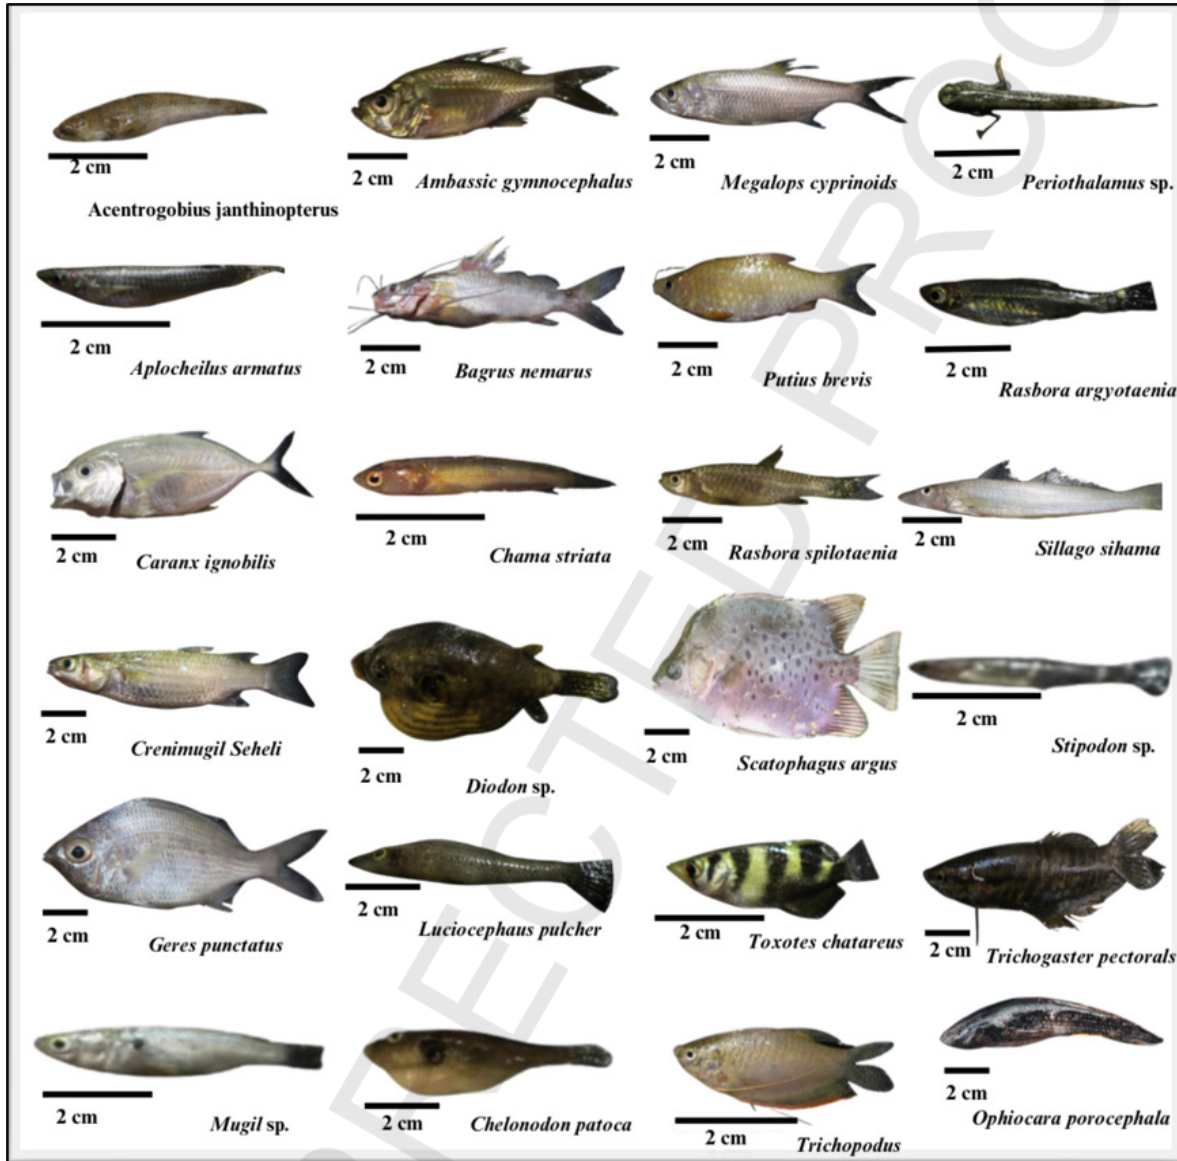 2 cm
Acentrogobius janthinopterus
2 cm
Ambassic gymnocephalus
2 cm
Megalops cyprinoids
2 cm
Periothalamus sp.
2 cm
Aplocheilus armatus
2 cm
Bagrus nemarus
2 cm
Putius brevis
2 cm
Rasbora argyotaenia
2 cm
Caranx ignobilis
2 cm
Chama striata
2 cm
Rasbora spilotaenia
2 cm
Sillago sihama
2 cm
Crenimugil Seheli
2 cm
Diodon sp.
2 cm
Scatophagus argus
2 cm
Stipodon sp.
2 cm
Geres punctatus
2 cm
Luciocephaus pulcher
2 cm
Toxotes chatareus
2 cm
Trichogaster pectorals
2 cm
Mugil sp.
2 cm
Chelonodon patoca
2 cm
Trichopodus
2 cm
Ophiocara porocephala
RECTED PROO